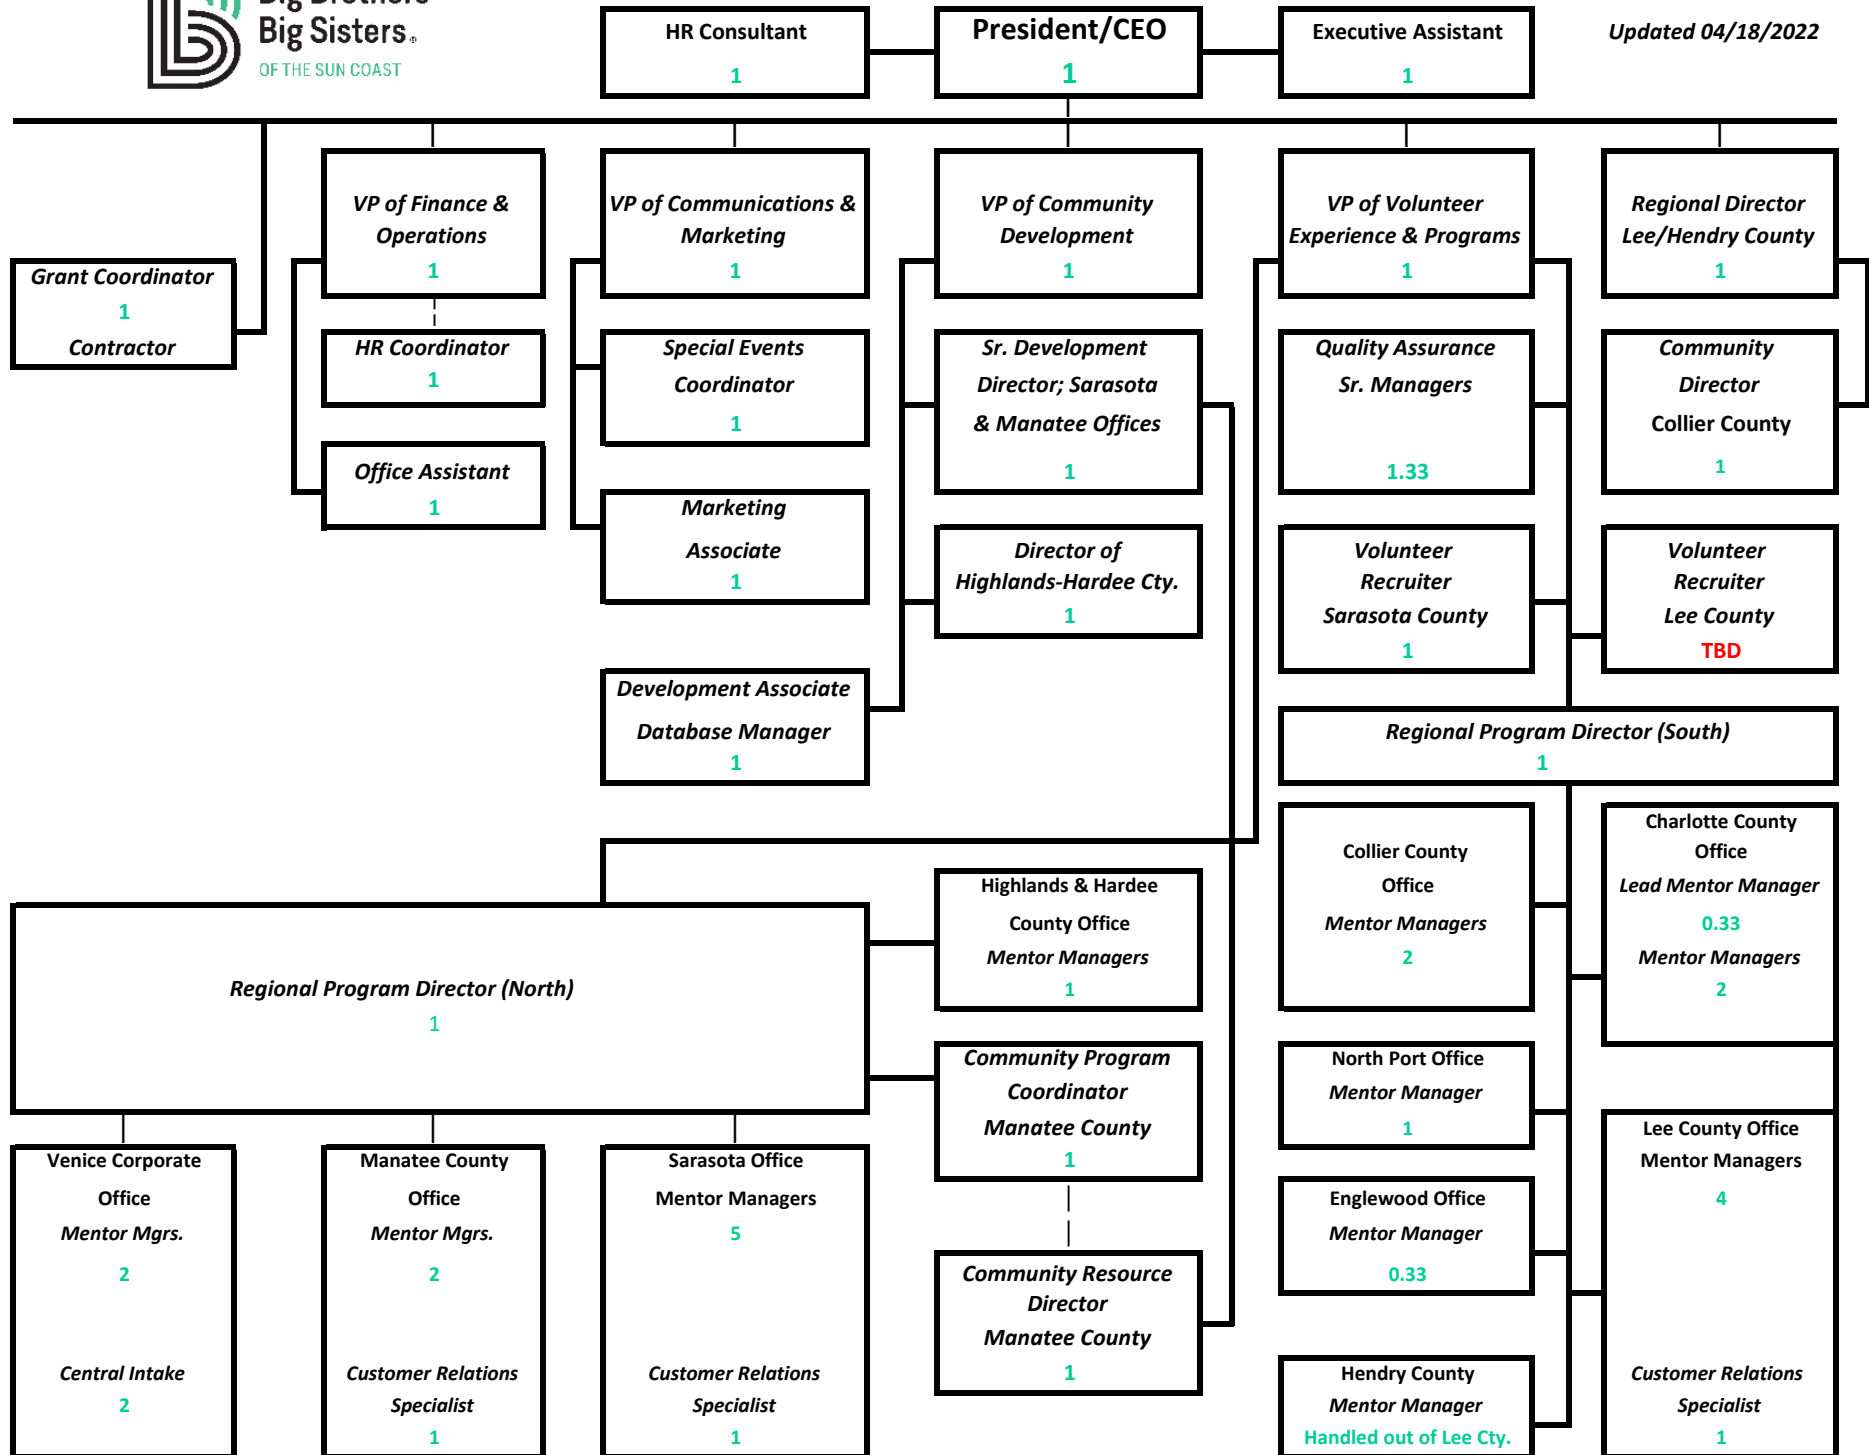 Big Brothers
Big Sisters®
OF THE SUN COAST
HR Consultant
1
President/CEO
1
Executive Assistant
1
Updated 04/18/2022
Grant Coordinator
1
Contractor
VP of Finance &
Operations
1
HR Coordinator
1
Office Assistant
1
VP of Communications &
Marketing
1
Special Events
Coordinator
1
Marketing
Associate
1
Development Associate
Database Manager
1
VP of Community
Development
1
Sr. Development
Director; Sarasota
& Manatee Offices
1
Director of
Highlands-Hardee Cty.
1
VP of Volunteer
Experience & Programs
1
Quality Assurance
Sr. Managers
1.33
Volunteer
Recruiter
Sarasota County
1
Regional Director
Lee/Hendry County
1
Community
Director
Collier County
1
Volunteer
Recruiter
Lee County
TBD
Regional Program Director (South)
1
Collier County
Office
Mentor Managers
2
Charlotte County
Office
Lead Mentor Manager
0.33
Mentor Managers
2
North Port Office
Mentor Manager
1
Englewood Office
Mentor Manager
0.33
Hendry County
Mentor Manager
Handled out of Lee Cty.
Lee County Office
Mentor Managers
4
Customer Relations
Specialist
1
Regional Program Director (North)
1
Highlands & Hardee
County Office
Mentor Managers
1
Community Program
Coordinator
Manatee County
1
Community Resource
Director
Manatee County
1
Venice Corporate
Office
Mentor Mgrs.
2
Central Intake
2
Manatee County
Office
Mentor Mgrs.
2
Customer Relations
Specialist
1
Sarasota Office
Mentor Managers
5
Customer Relations
Specialist
1